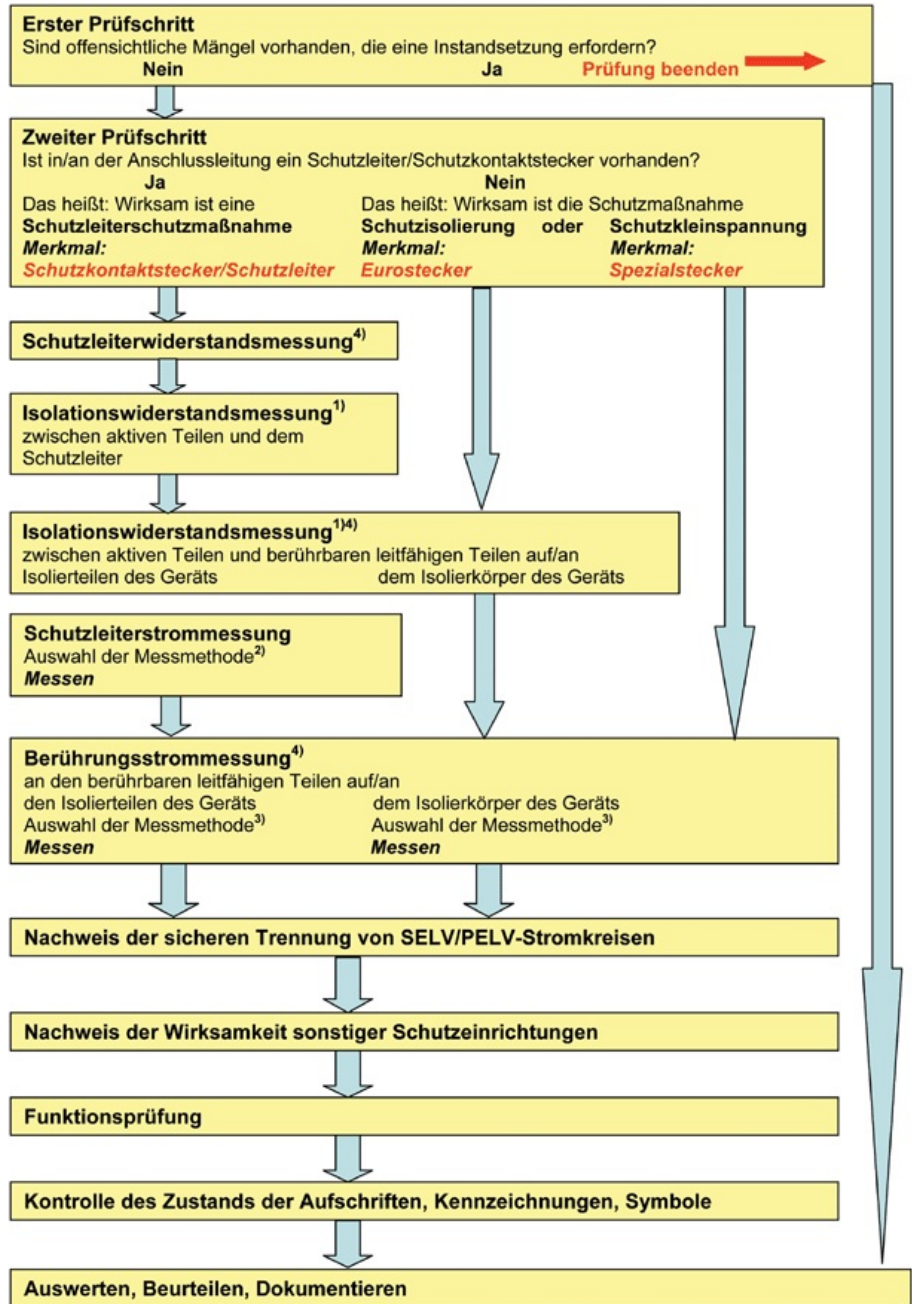 Erster Prüfschritt
Sind offensichtliche Mängel vorhanden, die eine Instandsetzung erfordern?
Nein Ja Prüfung beenden
Zweiter Prüfschritt
Ist in/an der Anschlussleitung ein Schutzleiter/Schutzkontaktstecker vorhanden?
Ja Nein
Das heißt: Wirksam ist eine Das heißt: Wirksam ist die Schutzmaßnahme
Schutzleiterschutzmaßnahme Schutzisolierung oder Schutzkleinspannung
Merkmal: Merkmal: Merkmal:
Schutzkontaktstecker/Schutzleiter Eurostecker Spezialstecker
Schutzleiterwiderstandsmessung4)
Isolationswiderstandsmessung1)
zwischen aktiven Teilen und dem
Schutzleiter
Isolationswiderstandsmessung1)4)
zwischen aktiven Teilen und berührbaren leitfähigen Teilen auf/an
Isolierteilen des Geräts dem Isolierkörper des Geräts
Schutzleiterstrommessung
Auswahl der Messmethode2)
Messen
Berührungsstrommessung4)
an den berührbaren leitfähigen Teilen auf/an
den Isolierteilen des Geräts dem Isolierkörper des Geräts
Auswahl der Messmethode3) Auswahl der Messmethode3)
Messen Messen
Nachweis der sicheren Trennung von SELV/PELV-Stromkreisen
Nachweis der Wirksamkeit sonstiger Schutzeinrichtungen
Funktionsprüfung
Kontrolle des Zustands der Aufschriften, Kennzeichnungen, Symbole
Auswerten, Beurteilen, Dokumentieren